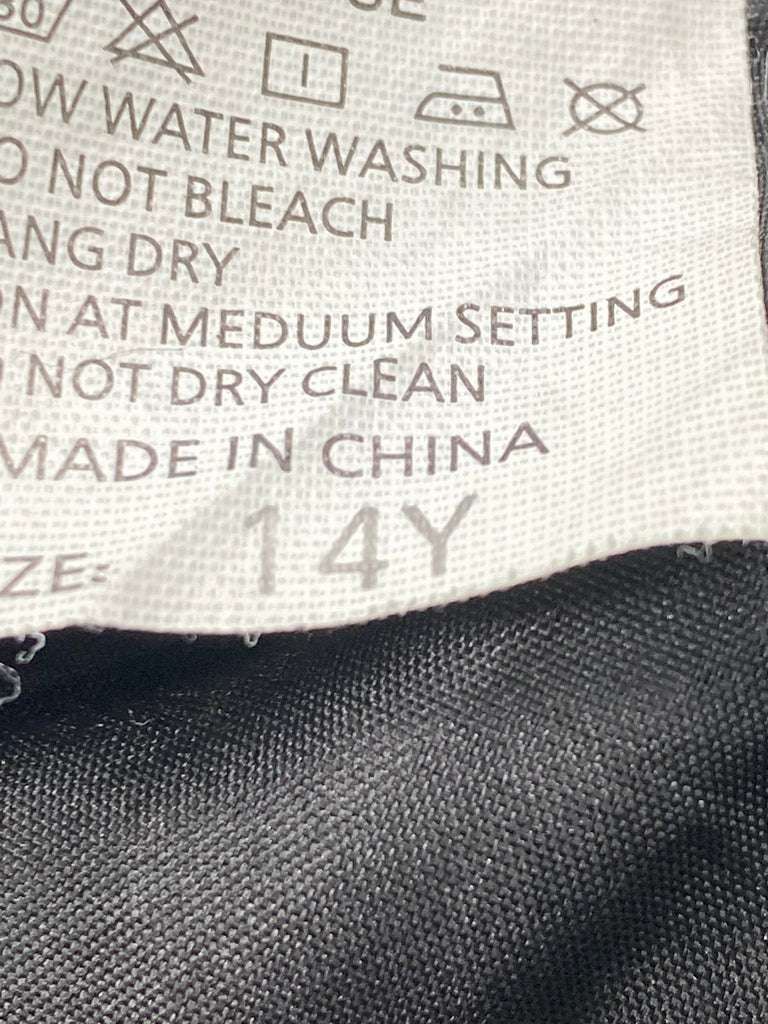 30
OW WATER WASHING
O NOT BLEACH
ANG DRY
ON AT MEDUUM SETTING
NOT DRY CLEAN
MADE IN CHINA
ZE: 14Y